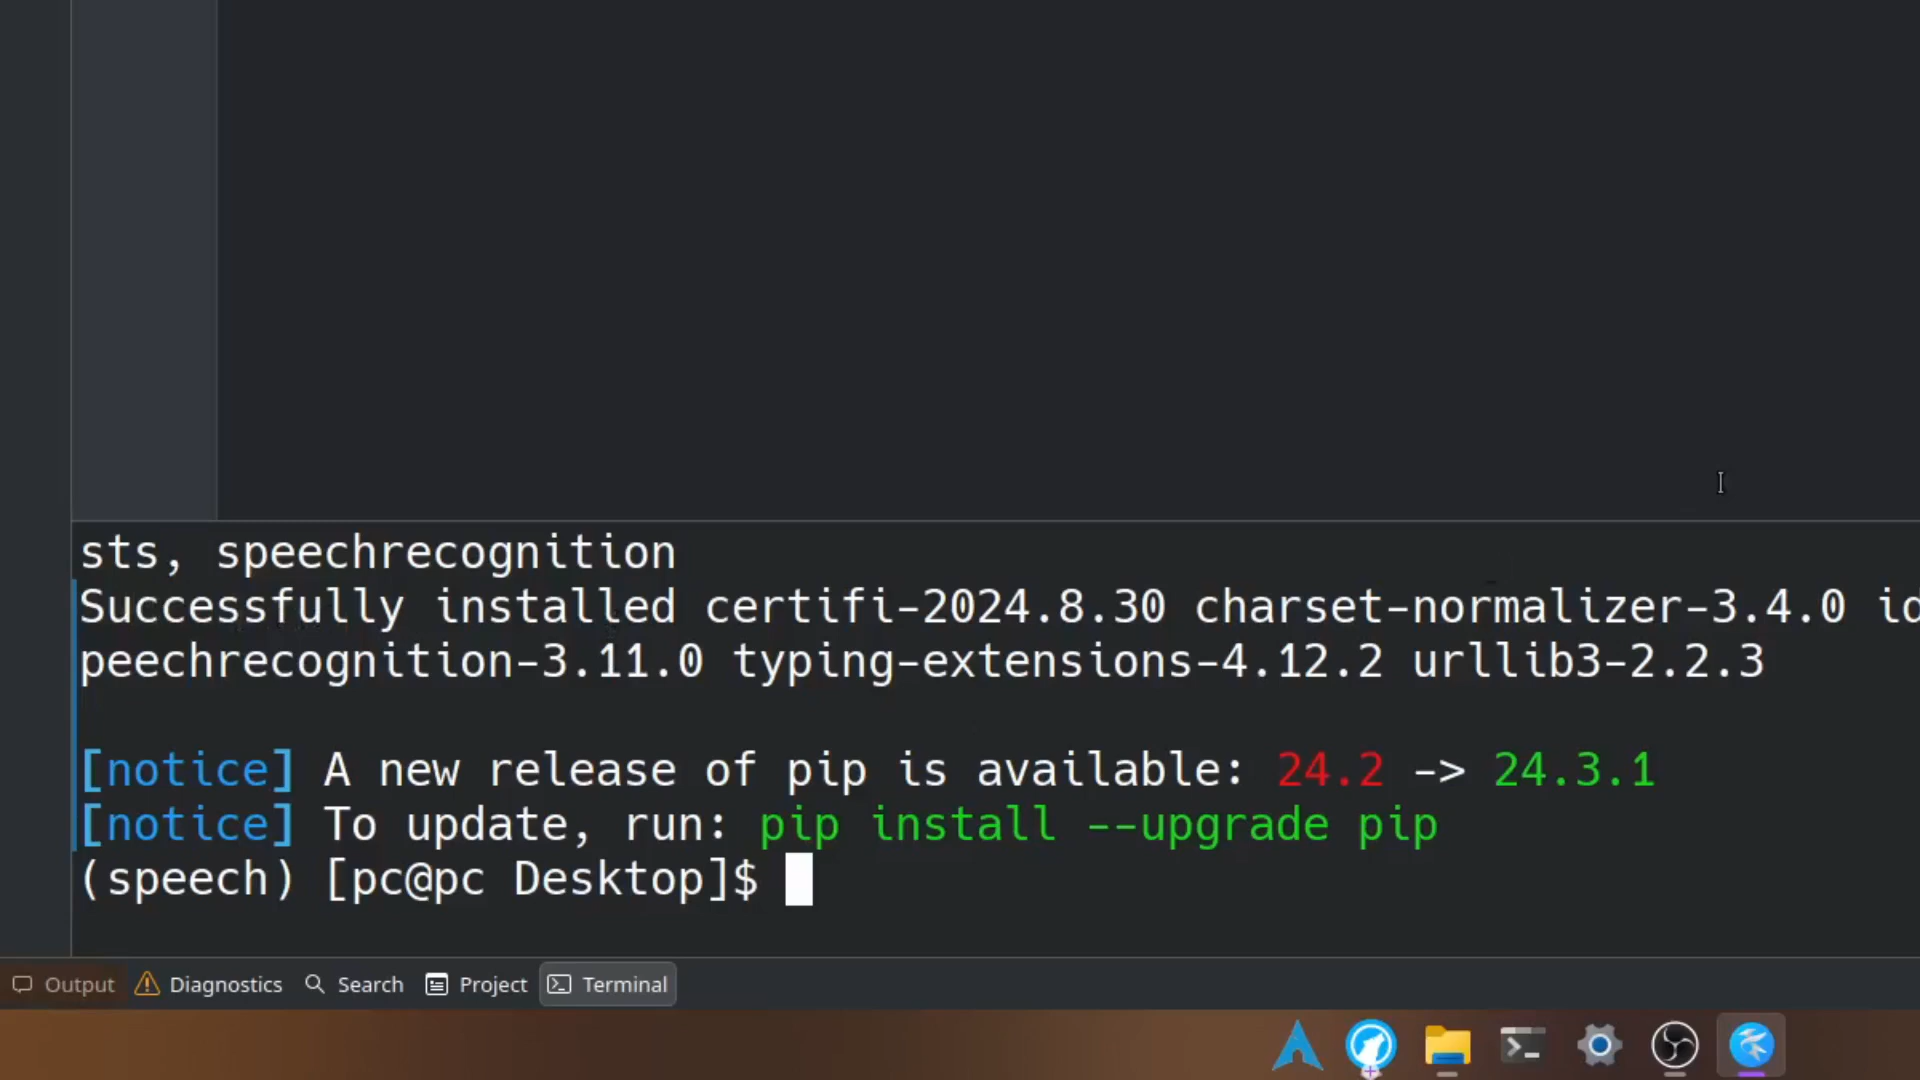 sts, speechrecognition
Successfully installed certifi-2024.8.30 charset-normalizer-3.4.0 id
peechrecognition-3.11.0 typing-extensions-4.12.2 urllib3-2.2.3
[notice] A new release of pip is available: 24.2 -> 24.3.1
[notice] To update, run: pip install --upgrade pip
(speech) [pc@pc Desktop]$
Output Diagnostics Search Project Terminal